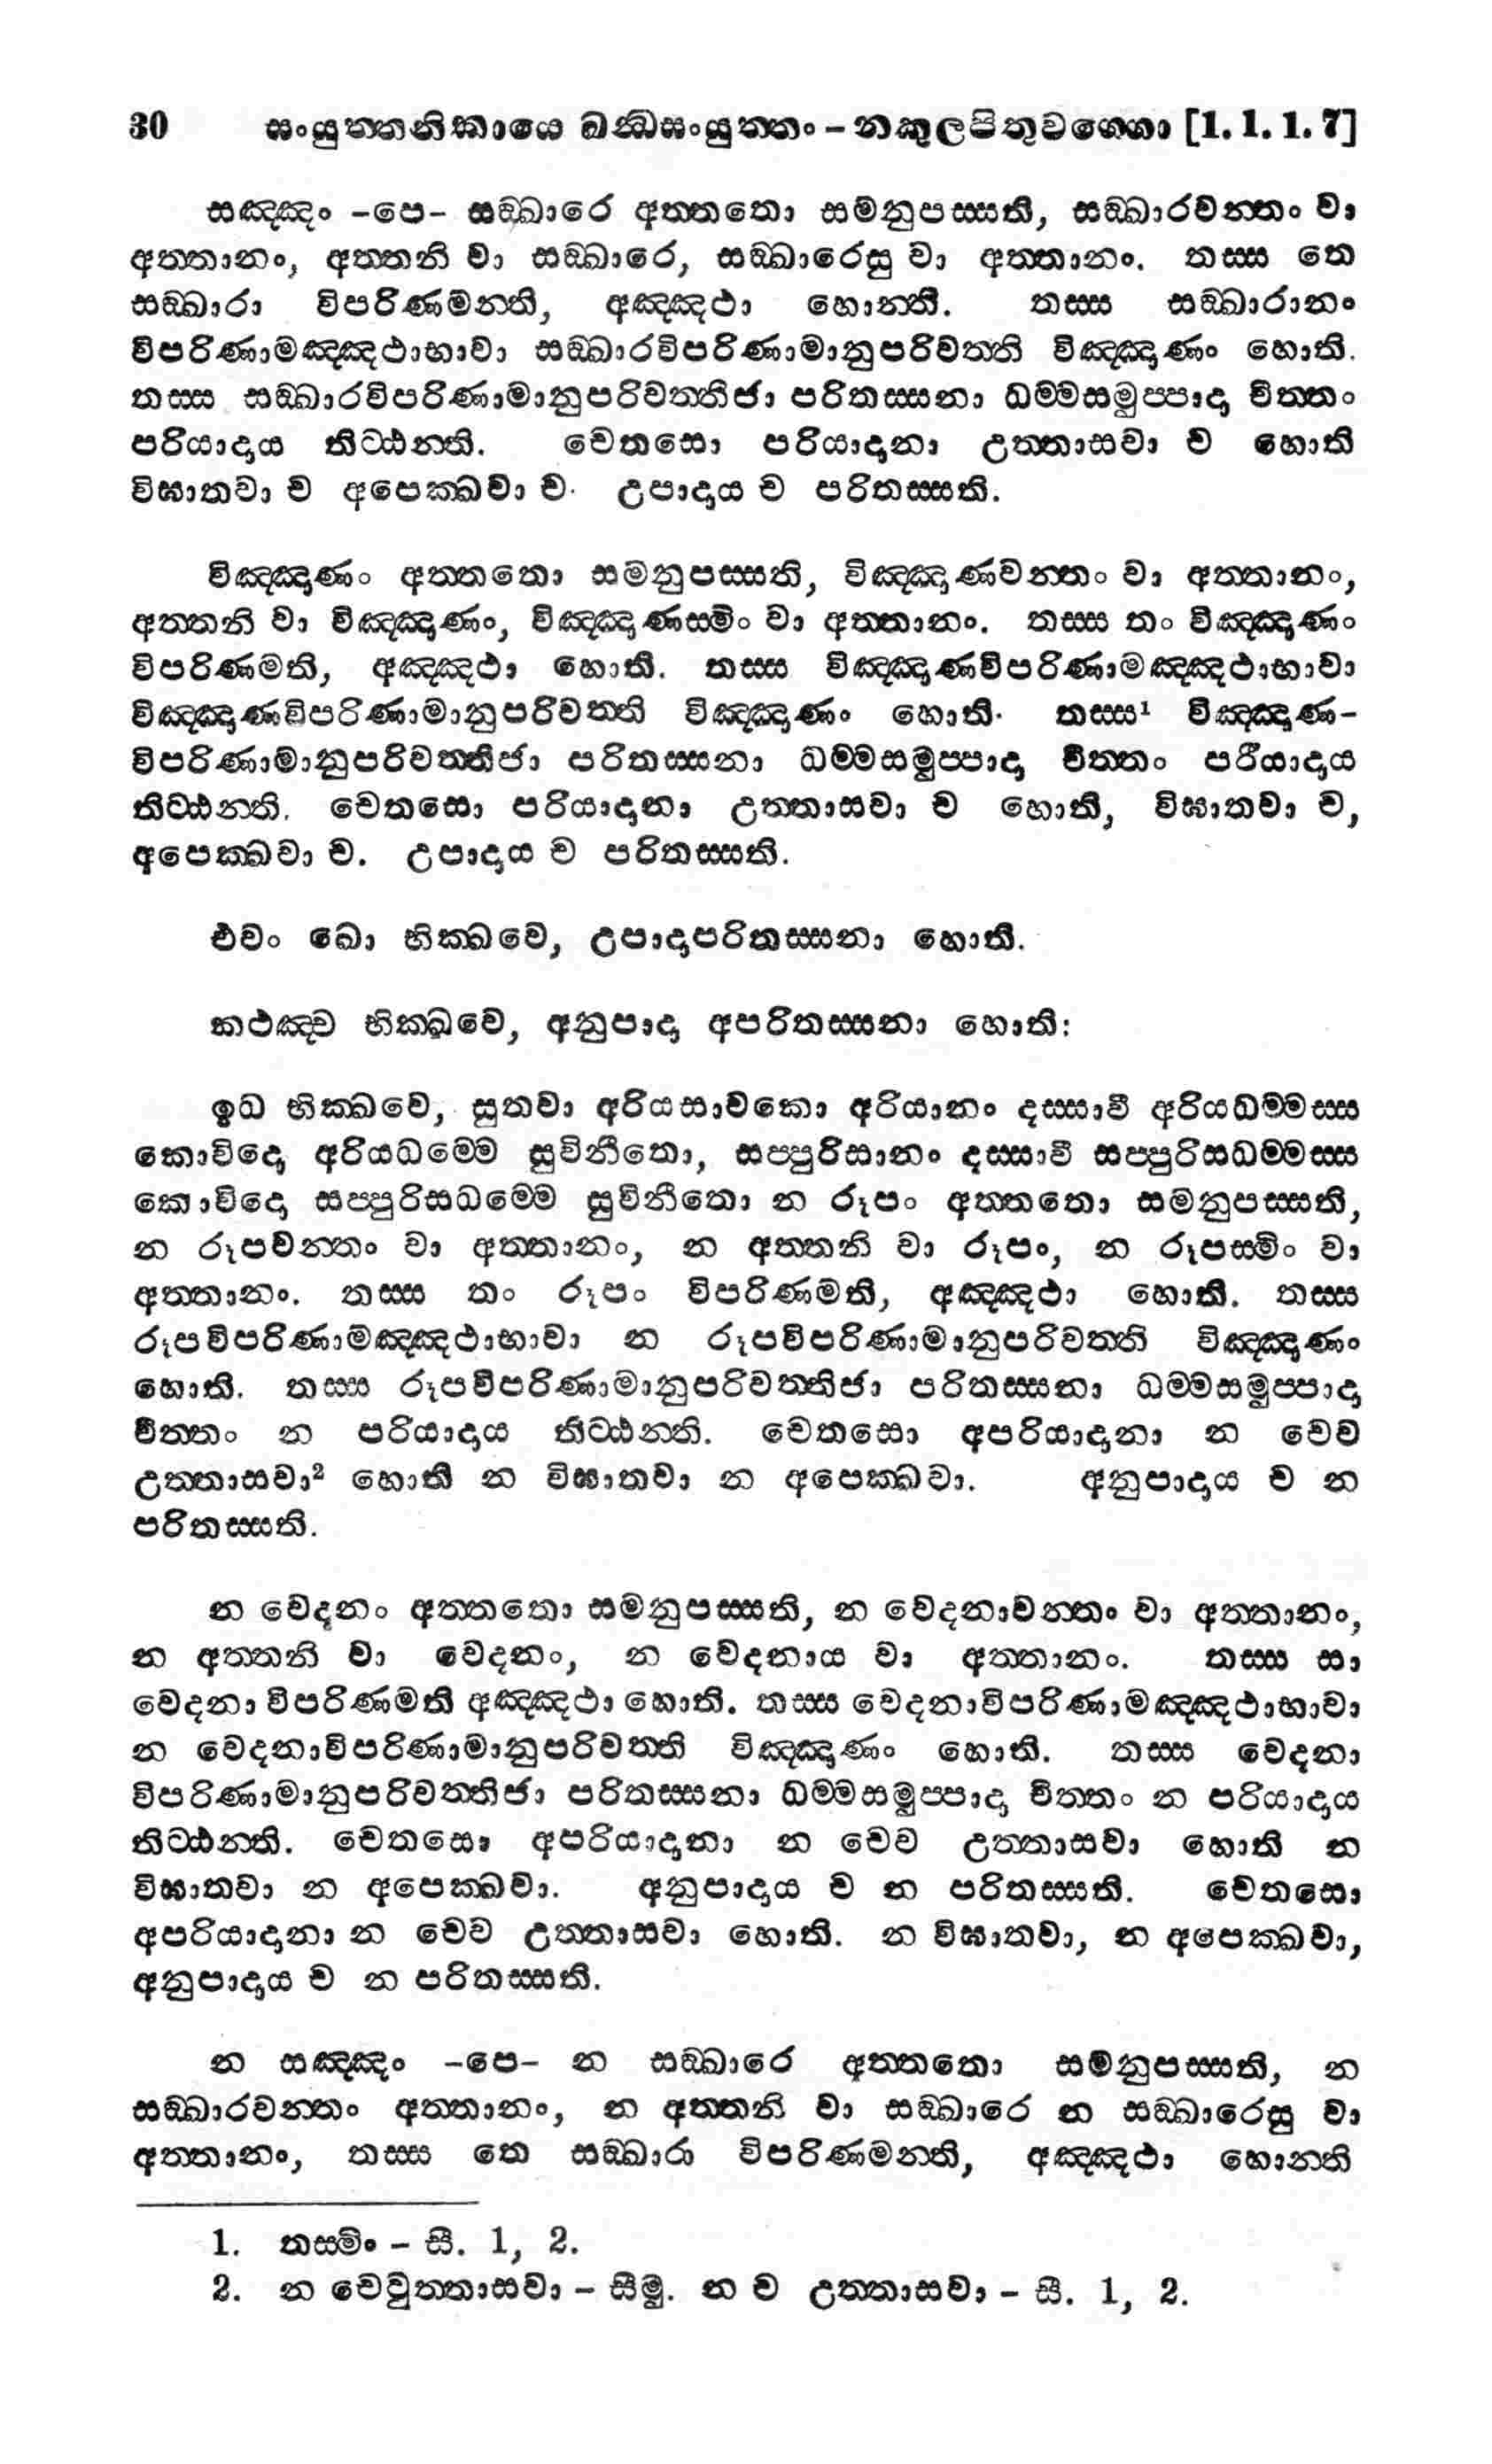 30 සංයුත්තනිකායෙ ඛන්ධසංයුත්තං – නකුලපිතුවග්ගො [1. 1. 1. 7]
සඤ්ඤං –පෙ– සඞ්ඛාරෙ අත්තතො සමනුපස්සති, සඞ්ඛාරවන්තං වා
අත්තානං, අත්තනි වා සඞ්ඛාරෙ, සඞ්ඛාරෙසු වා අත්තානං. තස්ස තෙ
සඞ්ඛාරා විපරිණමන්ති, අඤ්ඤථා හොන්ති. තස්ස සඞ්ඛාරානං
විපරිණාමඤ්ඤථාභාවා සඞ්ඛාරවිපරිණාමානුපරිවත්ති විඤ්ඤාණං හොති.
තස්ස සඞ්ඛාරවිපරිණාමානුපරිවත්තිජා පරිතස්සනා ධම්මසමුප්පාදා චිත්තං
පරියාදාය තිට්ඨන්ති. චෙතසො පරියාදානා උත්තාසවා ච හොති
විඝාතවා ච අපෙක්ඛවා ච. උපාදාය ච පරිතස්සති.
විඤ්ඤාණං අත්තතො සමනුපස්සති, විඤ්ඤාණවන්තං වා අත්තානං,
අත්තනි වා විඤ්ඤාණං, විඤ්ඤාණස්මිං වා අත්තානං. තස්ස තං විඤ්ඤාණං
විපරිණමති, අඤ්ඤථා හොති. තස්ස විඤ්ඤාණවිපරිණාමඤ්ඤථාභාවා
විඤ්ඤාණවිපරිණාමානුපරිවත්ති විඤ්ඤාණං හොති. තස්ස¹ විඤ්ඤාණ–
විපරිණාමානුපරිවත්තිජා පරිතස්සනා ධම්මසමුප්පාදා චිත්තං පරියාදාය
තිට්ඨන්ති. චෙතසො පරියාදානා උත්තාසවා ච හොති, විඝාතවා ච,
අපෙක්ඛවා ච. උපාදාය ච පරිතස්සති.
එවං ඛො භික්ඛවෙ, උපාදාපරිතස්සනා හොති.
කථඤ්ච භික්ඛවෙ, අනුපාදා අපරිතස්සනා හොති:
ඉධ භික්ඛවෙ, සුතවා අරියසාවකො අරියානං දස්සාවී අරියධම්මස්ස
කොවිදො අරියධම්මෙ සුවිනීතො, සප්පුරිසානං දස්සාවී සප්පුරිසධම්මස්ස
කොවිදො සප්පුරිසධම්මෙ සුවිනීතො න රූපං අත්තතො සමනුපස්සති,
න රූපවන්තං වා අත්තානං, න අත්තනි වා රූපං, න රූපස්මිං වා
අත්තානං. තස්ස තං රූපං විපරිණමති, අඤ්ඤථා හොති. තස්ස
රූපවිපරිණාමඤ්ඤථාභාවා න රූපවිපරිණාමානුපරිවත්ති විඤ්ඤාණං
හොති. තස්ස රූපවිපරිණාමානුපරිවත්තිජා පරිතස්සනා ධම්මසමුප්පාදා
චිත්තං න පරියාදාය තිට්ඨන්ති. චෙතසො අපරියාදානා න චෙව
උත්තාසවා² හොති න විඝාතවා න අපෙක්ඛවා. අනුපාදාය ච න
පරිතස්සති.
න වෙදනං අත්තතො සමනුපස්සති, න වෙදනාවන්තං වා අත්තානං,
න අත්තනි වා වෙදනං, න වෙදනාය වා අත්තානං. තස්ස සා
වෙදනා විපරිණමති අඤ්ඤථා හොති. තස්ස වෙදනාවිපරිණාමඤ්ඤථාභාවා
න වෙදනාවිපරිණාමානුපරිවත්ති විඤ්ඤාණං හොති. තස්ස වෙදනා
විපරිණාමානුපරිවත්තිජා පරිතස්සනා ධම්මසමුප්පාදා චිත්තං න පරියාදාය
තිට්ඨන්ති. චෙතසො අපරියාදානා න චෙව උත්තාසවා හොති න
විඝාතවා න අපෙක්ඛවා. අනුපාදාය ච න පරිතස්සති. චෙතසො
අපරියාදානා න චෙව උත්තාසවා හොති. න විඝාතවා, න අපෙක්ඛවා,
අනුපාදාය ච න පරිතස්සති.
න සඤ්ඤං –පෙ– න සඞ්ඛාරෙ අත්තතො සමනුපස්සති, න
සඞ්ඛාරවන්තං අත්තානං, න අත්තනි වා සඞ්ඛාරෙ න සඞ්ඛාරෙසු වා
අත්තානං, තස්ස තෙ සඞ්ඛාරා විපරිණමන්ති, අඤ්ඤථා හොන්ති
1. තස්මිං – සී. 1, 2.
2. න චෙවුත්තාසවා – සීමු. න ච උත්තාසවා – සී. 1, 2.